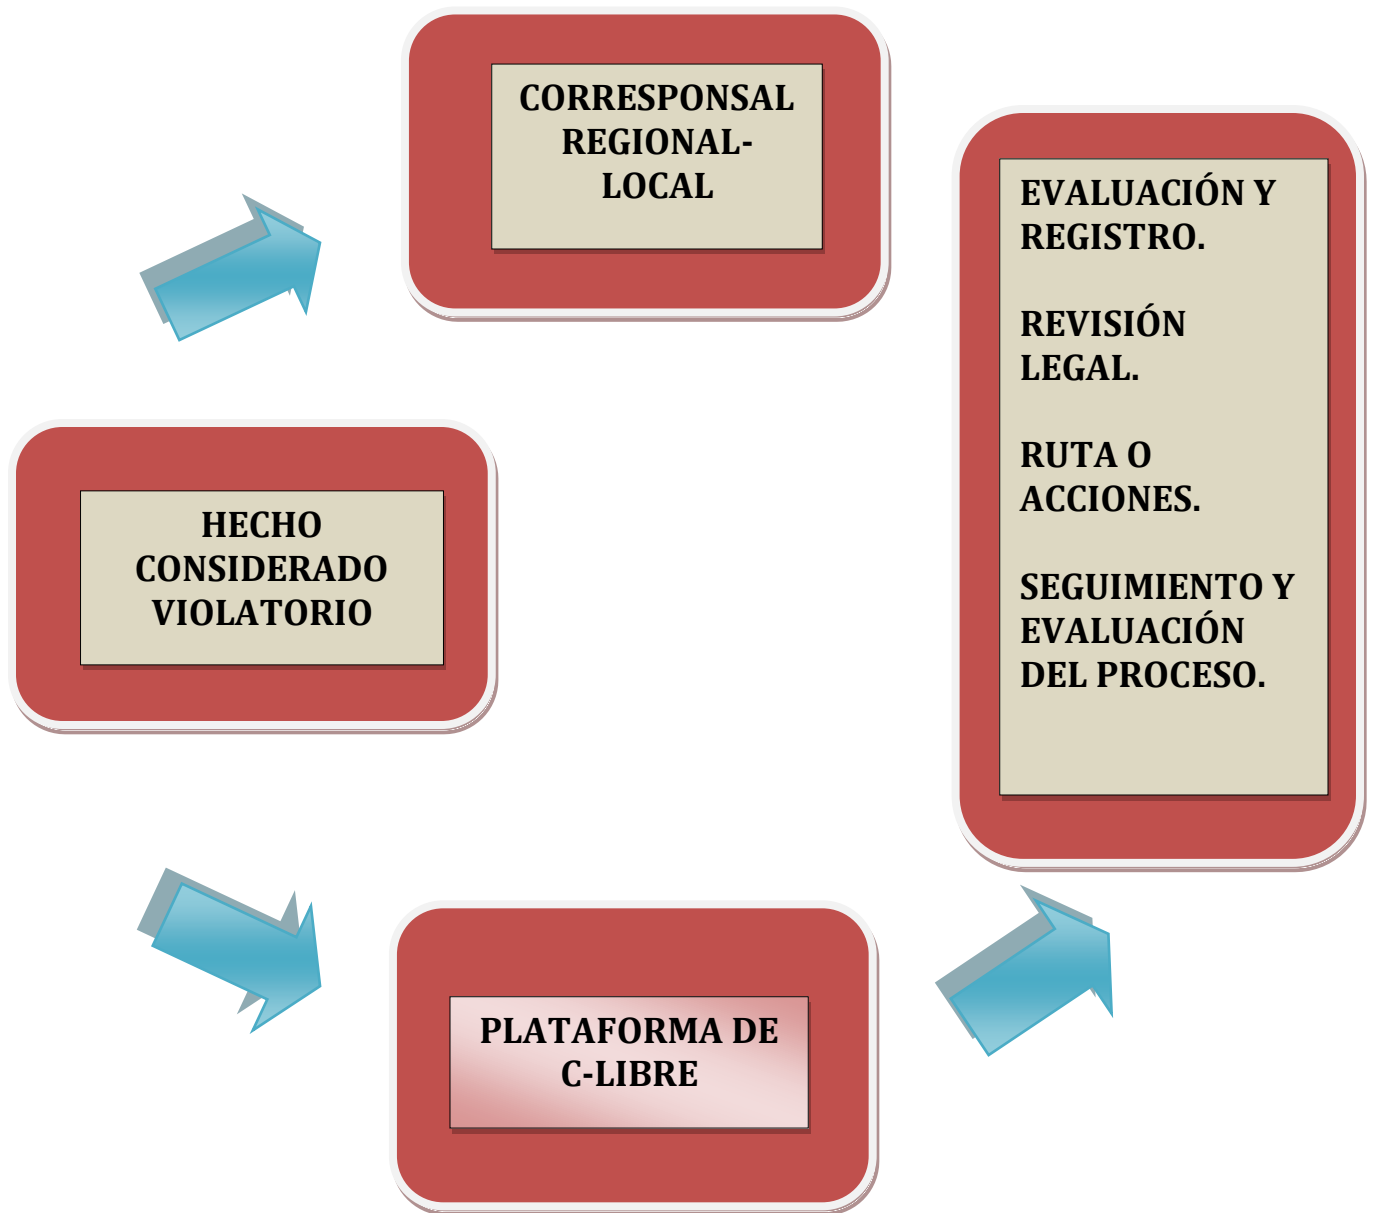 CORRESPONSAL
REGIONAL-
LOCAL
EVALUACIÓN Y
REGISTRO.
REVISIÓN
LEGAL.
RUTA O
ACCIONES.
SEGUIMIENTO Y
EVALUACIÓN
DEL PROCESO.
HECHO
CONSIDERADO
VIOLATORIO
PLATAFORMA DE
C-LIBRE